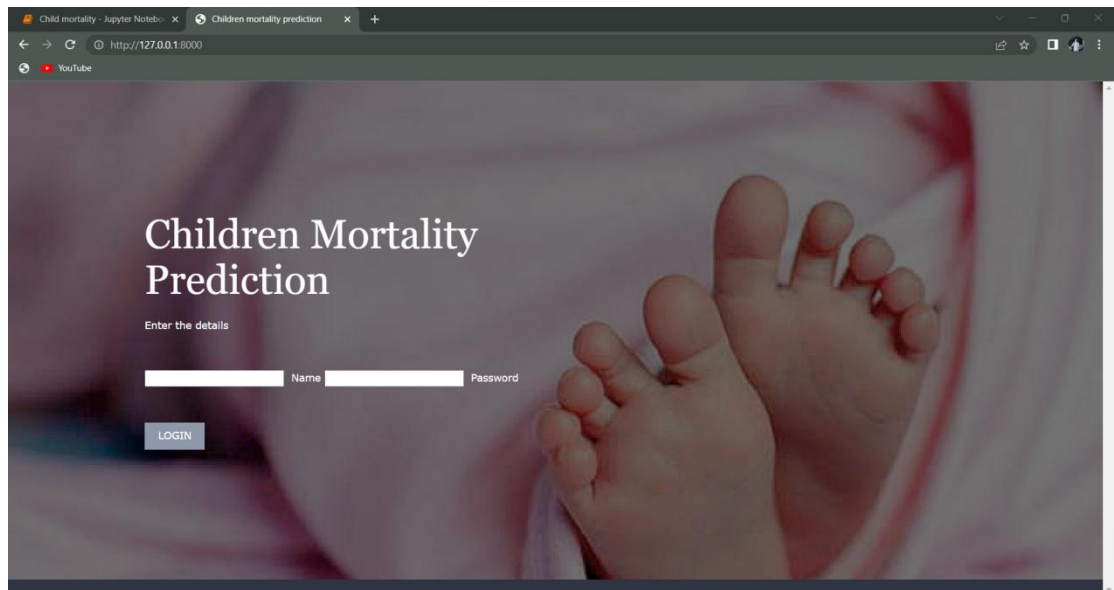 Child mortality - Jupyter Notebo
Children mortality prediction
http://127.0.0.1:8000
YouTube
Children Mortality
Prediction
Enter the details
Name Password
LOGIN